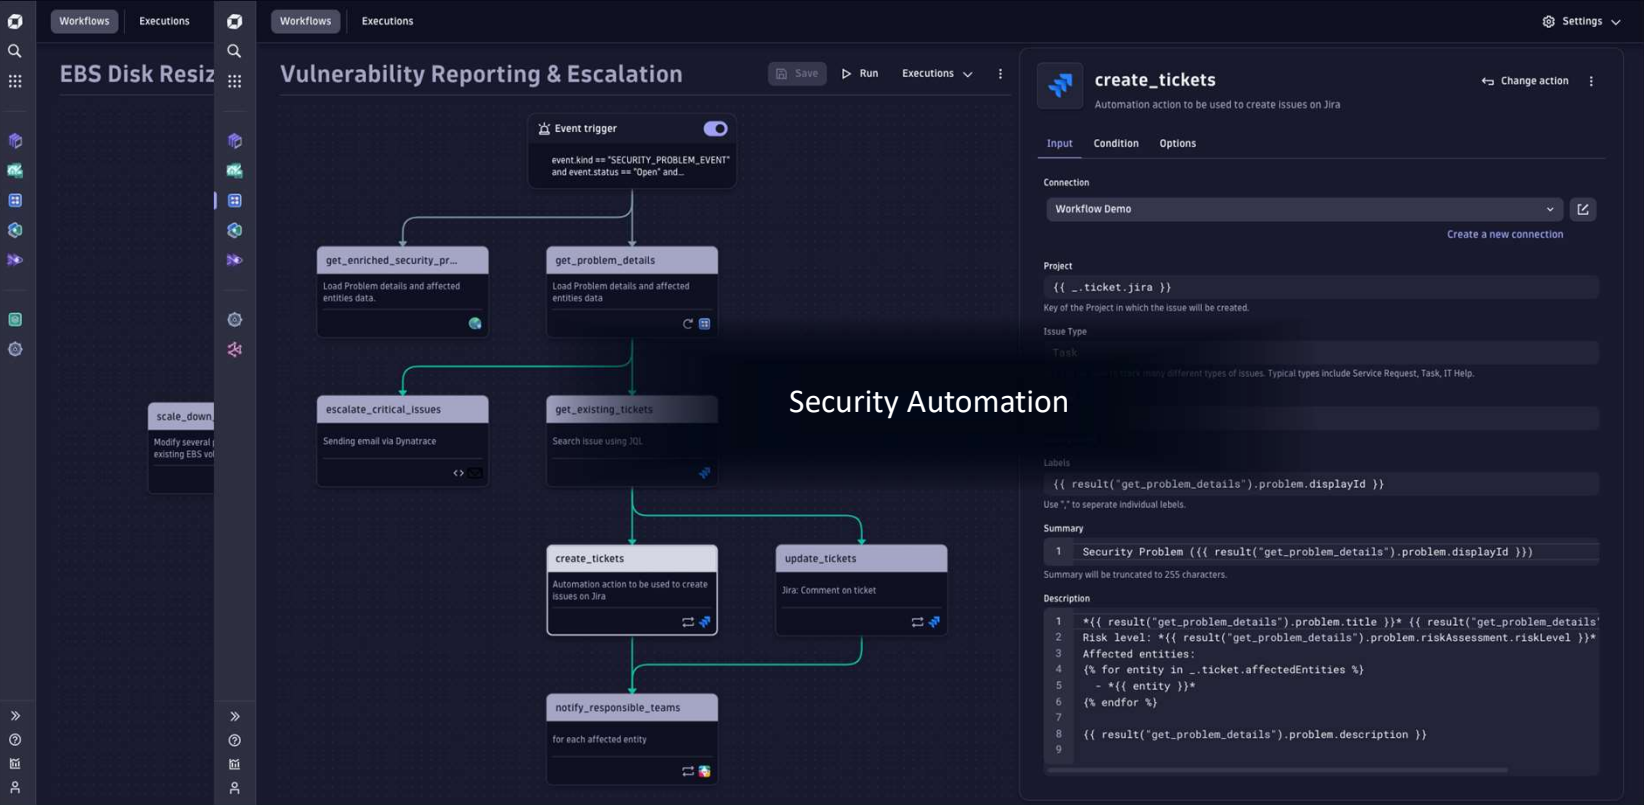 Workflows
Executions
Workflows
Executions
Settings
EBS Disk Resiz
Vulnerability Reporting & Escalation
Save
Run
Executions
create_tickets
Automation action to be used to create issues on Jira
Change action
Input
Condition
Options
Event trigger
event.kind == "SECURITY_PROBLEM_EVENT"
and event.status == "Open" and...
get_enriched_security_pr...
Load Problem details and affected
entities data.
get_problem_details
Load Problem details and affected
entities data
escalate_critical_issues
Sending email via Dynatrace
get_existing_tickets
Search issue using JQL
scale_down_
Modify several
existing EBS vol
create_tickets
Automation action to be used to create
issues on Jira
update_tickets
Jira: Comment on ticket
notify_responsible_teams
for each affected entity
Security Automation
Connection
Workflow Demo
Create a new connection
Project
{{ _.ticket.jira }}
Key of the Project in which the issue will be created.
Issue Type
Task
many different types of issues. Typical types include Service Request, Task, IT Help.
Labels
{{ result("get_problem_details").problem.displayId }}
Use "," to seperate individual lebels.
Summary
1 Security Problem ({{ result("get_problem_details").problem.displayId }})
Summary will be truncated to 255 characters.
Description
1 *{{ result("get_problem_details").problem.title }}* {{ result("get_problem_details"
2 Risk level: *{{ result("get_problem_details").problem.riskAssessment.riskLevel }}*
3 Affected entities:
4 {% for entity in _.ticket.affectedEntities %}
5 - *{{ entity }}*
6 {% endfor %}
7
8 {{ result("get_problem_details").problem.description }}
9